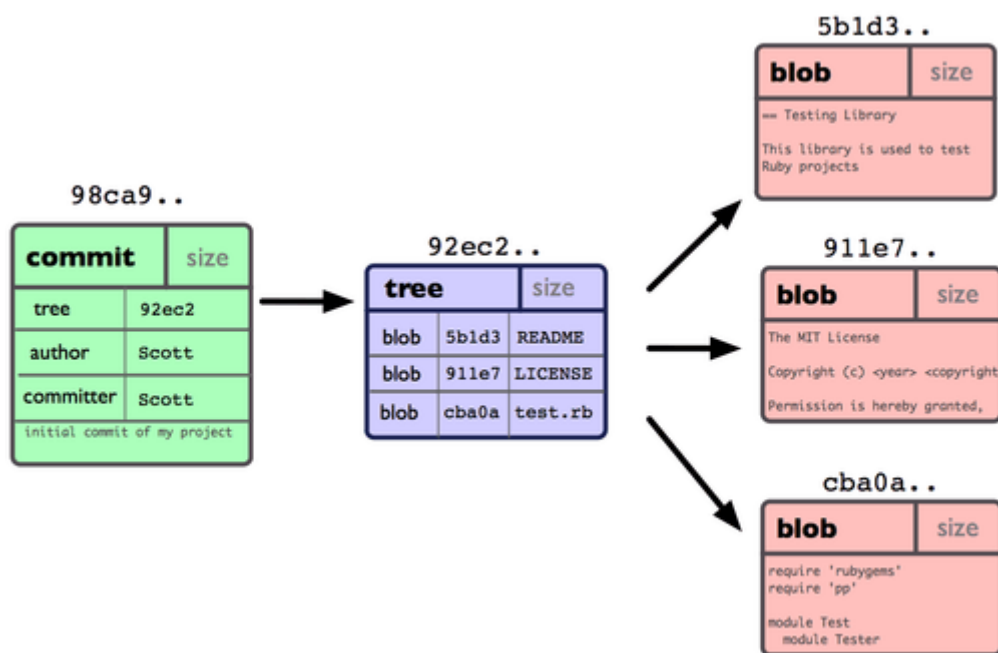 98ca9..
commit size
tree 92ec2
author Scott
committer Scott
initial commit of my project
92ec2..
tree size
blob 5b1d3 README
blob 911e7 LICENSE
blob cba0a test.rb
5b1d3..
blob size
== Testing Library
This library is used to test
Ruby projects
911e7..
blob size
The MIT License
Copyright (c) <year> <copyright
Permission is hereby granted,
cba0a..
blob size
require 'rubygems'
require 'pp'
module Test
module Tester